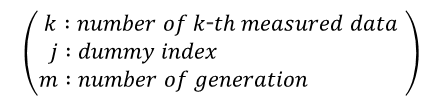 k : number of k-th measured data
j : dummy index
m : number of generation